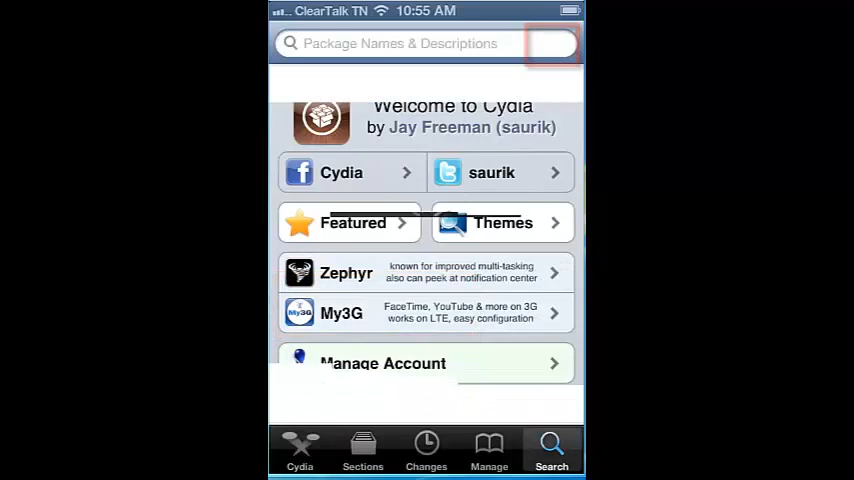 ClearTalk TN 10:55 AM
Package Names & Descriptions
Welcome to Cydia
by Jay Freeman (saurik)
Cydia
saurik
Featured
Themes
Zephyr
known for improved multi-tasking
also can peek at notification center
My3G
My3G
FaceTime, YouTube & more on 3G
works on LTE, easy configuration
Manage Account
Cydia
Sections
Changes
Manage
Search